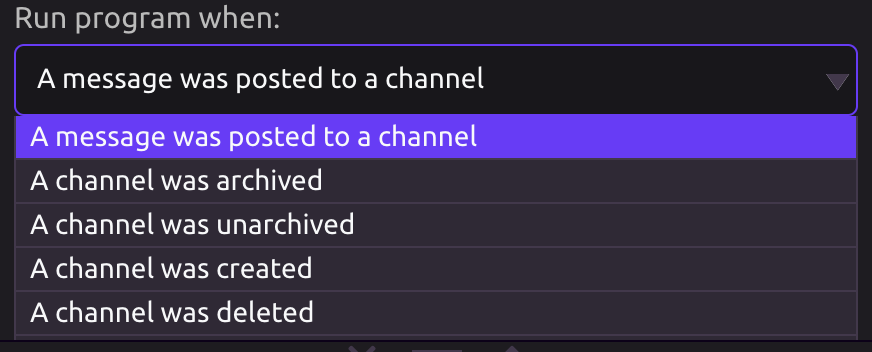 Run program when:
A message was posted to a channel
A message was posted to a channel
A channel was archived
A channel was unarchived
A channel was created
A channel was deleted